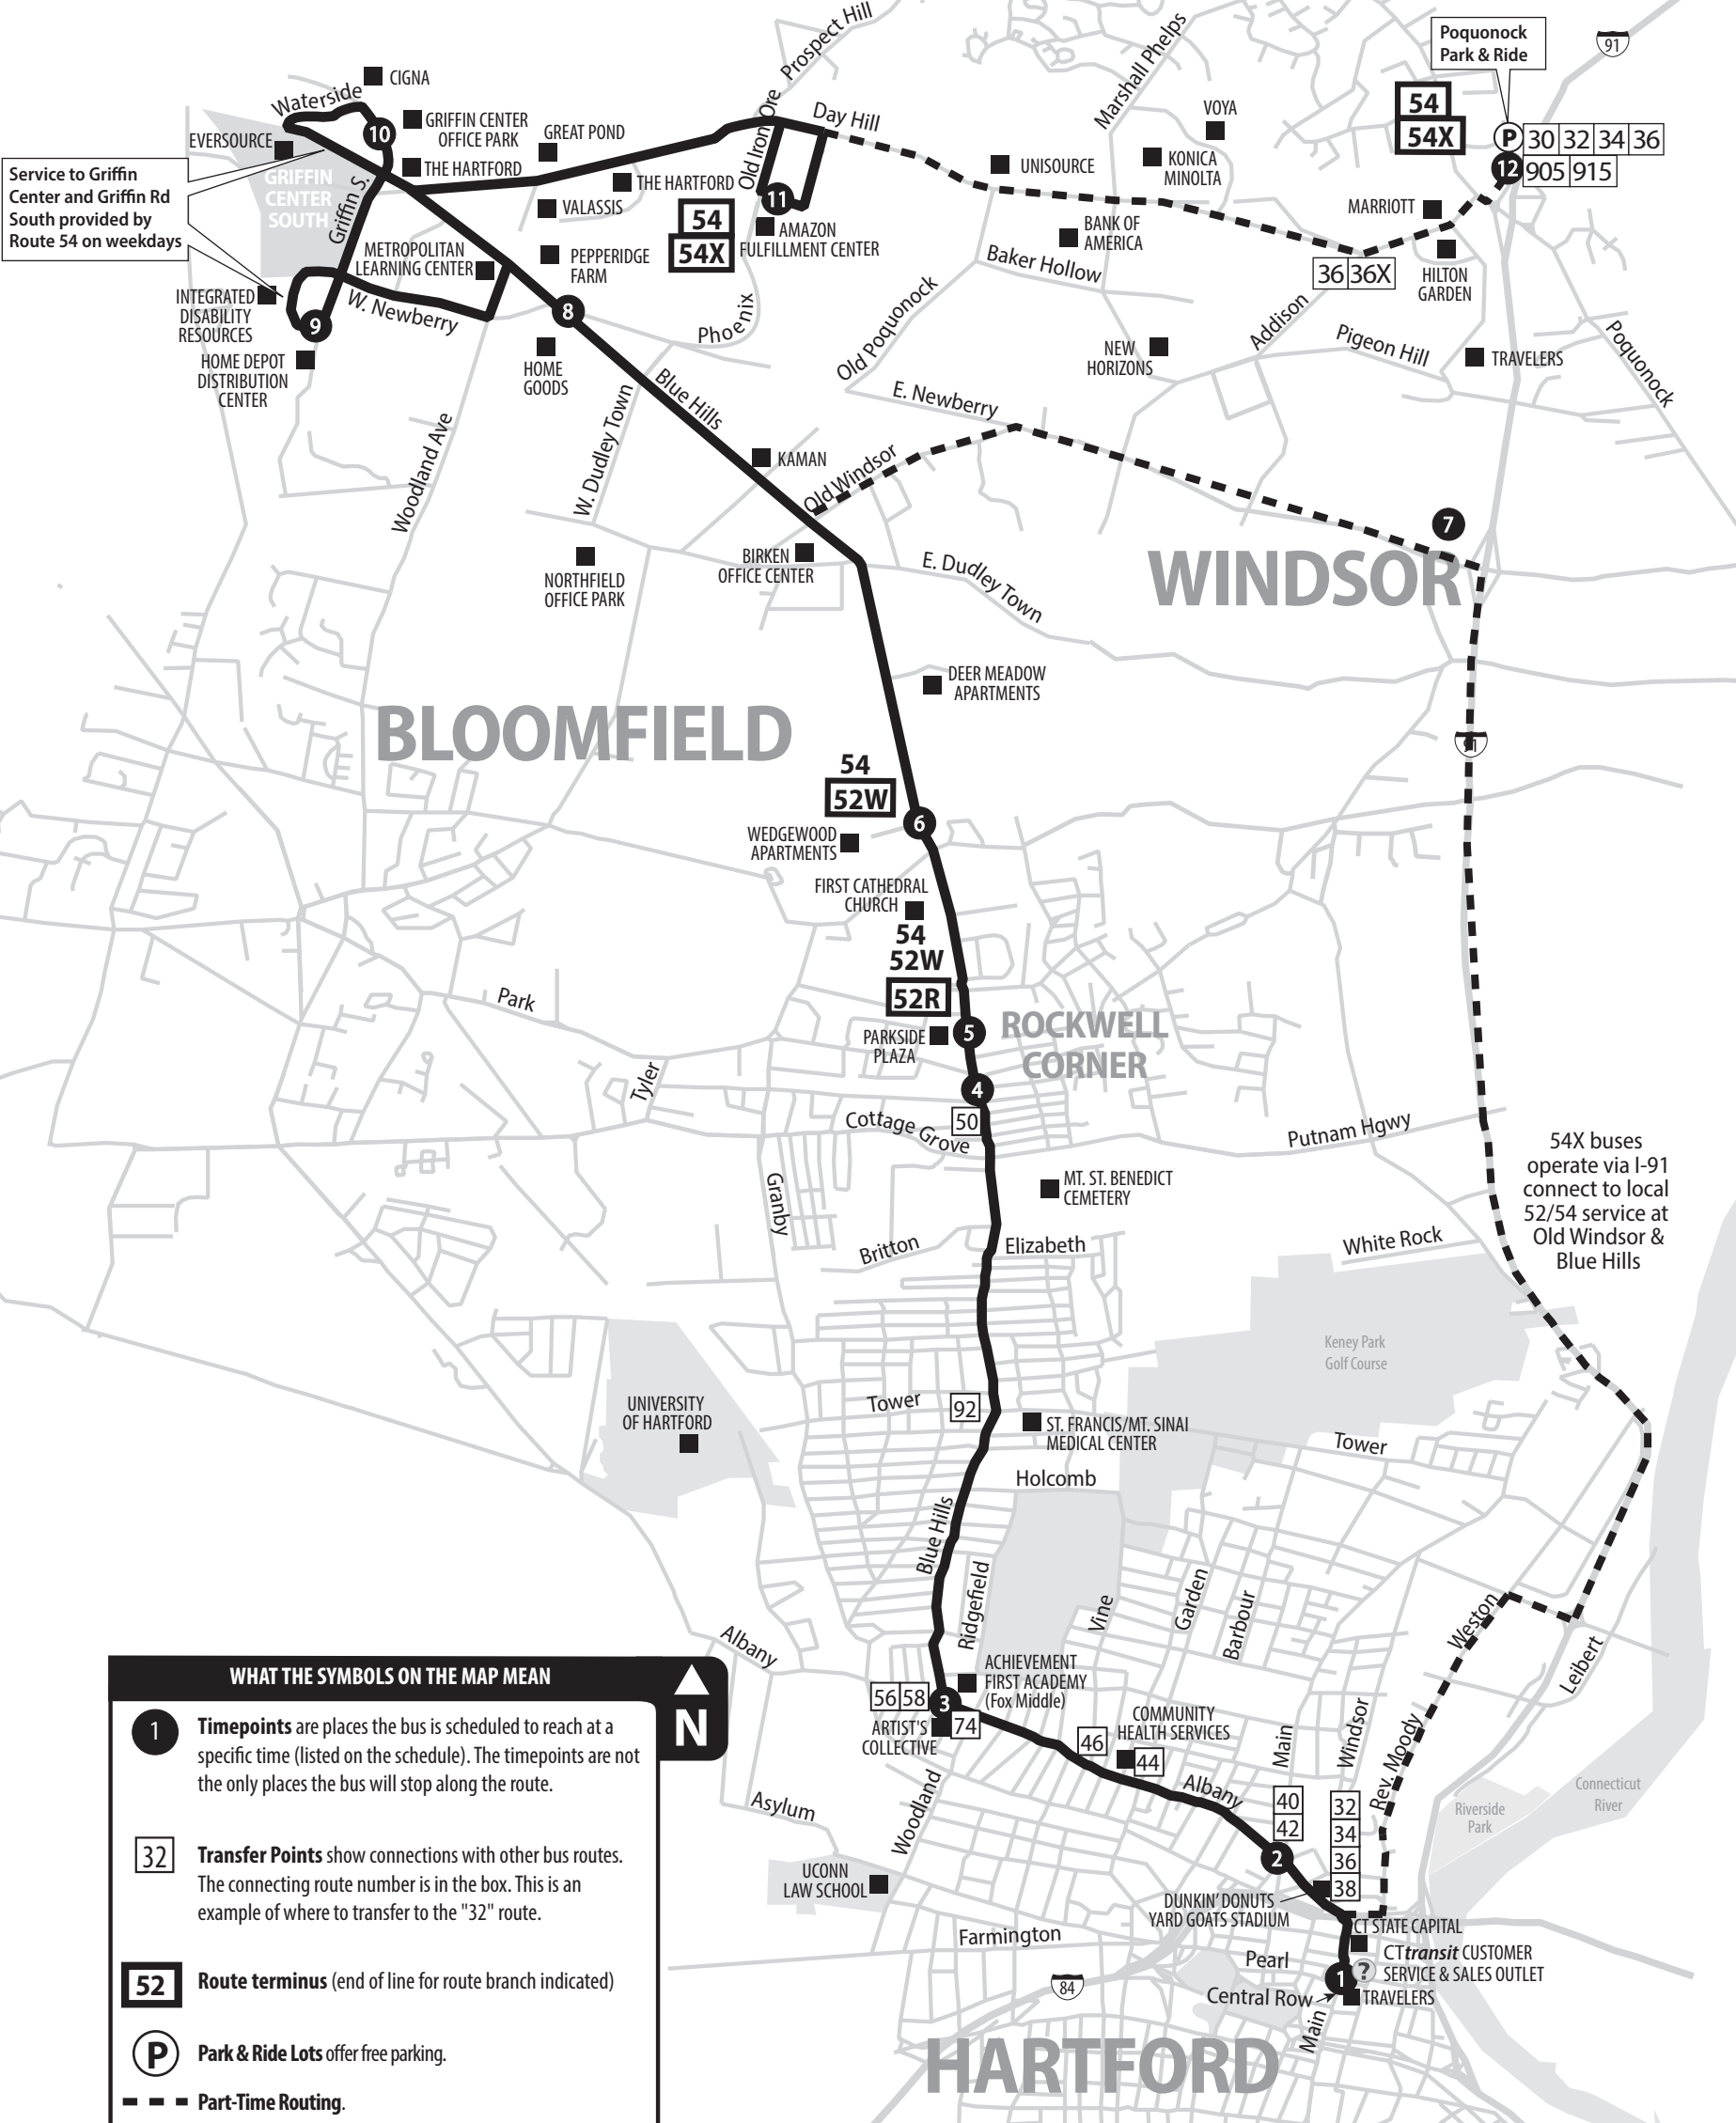 Prospect Hill
Marshall Phelps
Poquonock
Park & Ride
91
Waterside
CIGNA
10
GRIFFIN CENTER
OFFICE PARK
GREAT POND
Old Iron Ore
Day Hill
VOYA
54
54X
P
30 32 34 36
12
905 915
EVERSOURCE
THE HARTFORD
THE HARTFORD
UNISOURCE
KONICA
MINOLTA
Service to Griffin
Center and Griffin Rd
South provided by
Route 54 on weekdays
GRIFFIN
CENTER
SOUTH
Griffin S.
VALASSIS
54
54X
11
AMAZON
FULFILLMENT CENTER
MARRIOTT
BANK OF
AMERICA
METROPOLITAN
LEARNING CENTER
PEPPERIDGE
FARM
Baker Hollow
36 36X
HILTON
GARDEN
INTEGRATED
DISABILITY
RESOURCES
9
W. Newberry
8
Phoenix
Old Poquonock
Addison
Pigeon Hill
Poquonock
HOME DEPOT
DISTRIBUTION
CENTER
HOME
GOODS
NEW
HORIZONS
TRAVELERS
Blue Hills
W. Dudley Town
E. Newberry
Woodland Ave
KAMAN
Old Windsor
7
WINDSOR
NORTHFIELD
OFFICE PARK
BIRKEN
OFFICE CENTER
E. Dudley Town
DEER MEADOW
APARTMENTS
BLOOMFIELD
91
54
52W
6
WEDGEWOOD
APARTMENTS
FIRST CATHEDRAL
CHURCH
54
52W
52R
Park
PARKSIDE
PLAZA
5
ROCKWELL
CORNER
Tyler
4
50
Cottage Grove
Putnam Hgwy
54X buses
operate via I-91
connect to local
52/54 service at
Old Windsor &
Blue Hills
MT. ST. BENEDICT
CEMETERY
Granby
Britton
Elizabeth
White Rock
Keney Park
Golf Course
UNIVERSITY
OF HARTFORD
Tower
92
ST. FRANCIS/MT. SINAI
MEDICAL CENTER
Tower
Holcomb
Blue Hills
Ridgefield
Vine
Garden
Barbour
Weston
Leibert
Albany
ACHIEVEMENT
FIRST ACADEMY
(Fox Middle)
56 58
3
74
ARTIST'S
COLLECTIVE
46
COMMUNITY
HEALTH SERVICES
44
Main
Windsor
Rev. Moody
Albany
Connecticut
River
Riverside
Park
Asylum
Woodland
40
42
32
34
36
38
2
UCONN
LAW SCHOOL
DUNKIN' DONUTS
YARD GOATS STADIUM
Farmington
CT STATE CAPITAL
Pearl
CTtransit CUSTOMER
SERVICE & SALES OUTLET
1
?
84
Central Row
TRAVELERS
Main
HARTFORD
WHAT THE SYMBOLS ON THE MAP MEAN
N
1
Timepoints are places the bus is scheduled to reach at a
specific time (listed on the schedule). The timepoints are not
the only places the bus will stop along the route.
32
Transfer Points show connections with other bus routes.
The connecting route number is in the box. This is an
example of where to transfer to the "32" route.
52
Route terminus (end of line for route branch indicated)
P
Park & Ride Lots offer free parking.
Part-Time Routing.